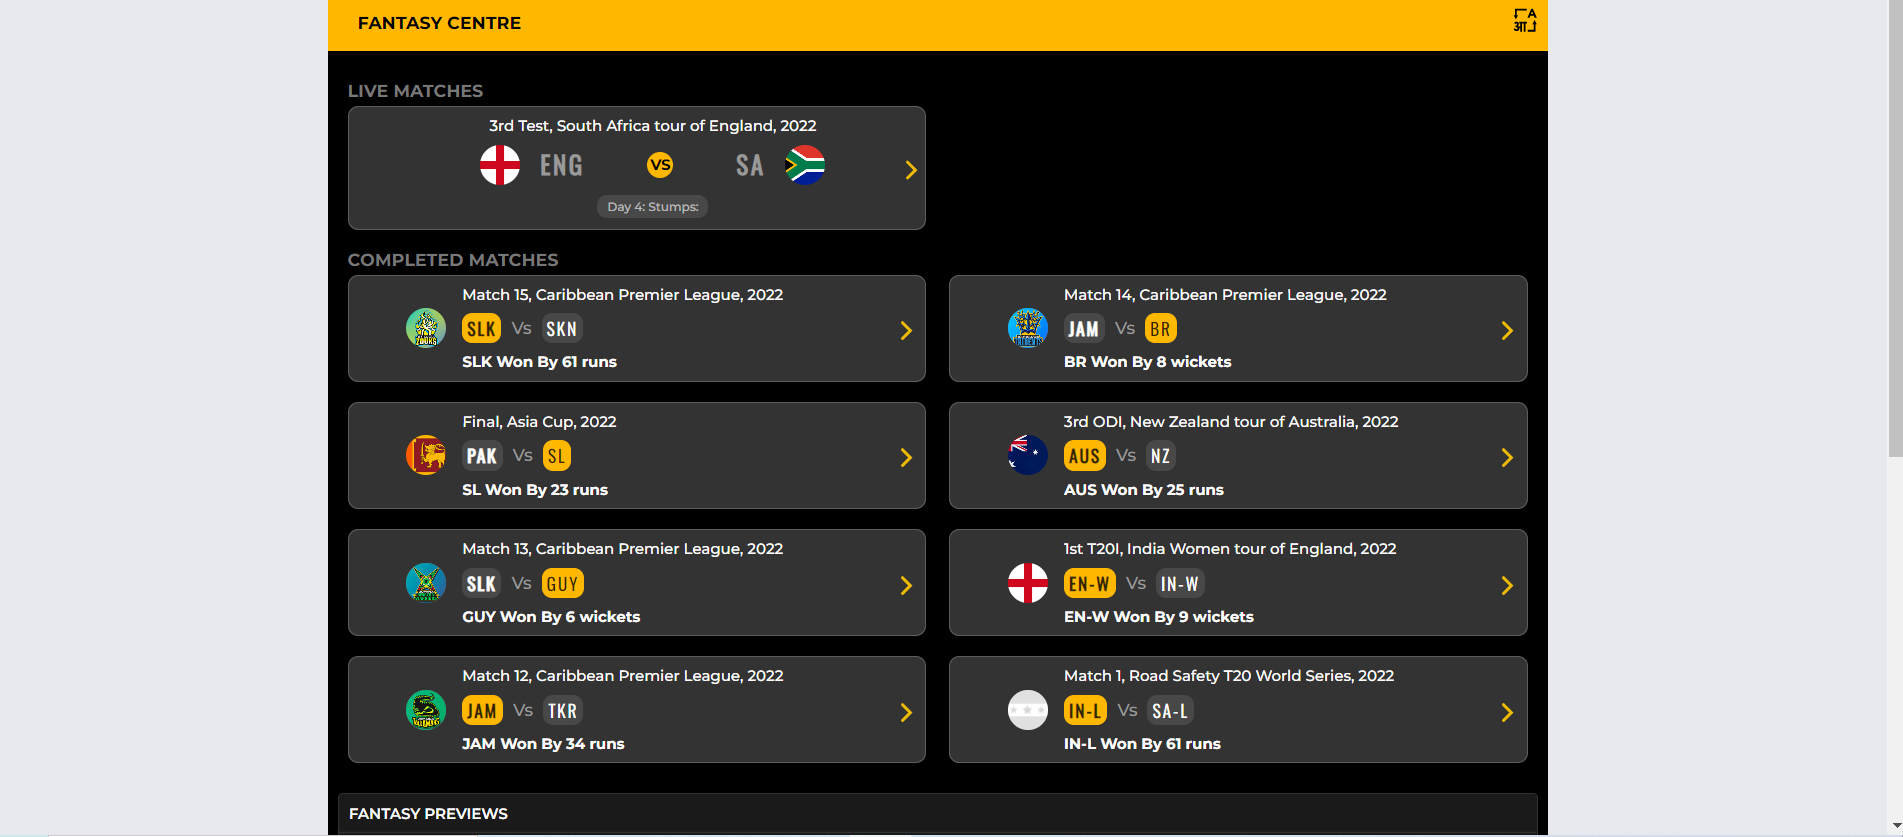 FANTASY CENTRE
A
आ
LIVE MATCHES
3rd Test, South Africa tour of England, 2022
ENG VS SA
Day 4: Stumps:
COMPLETED MATCHES
Match 15, Caribbean Premier League, 2022
SLK Vs SKN
SLK Won By 61 runs
Match 14, Caribbean Premier League, 2022
JAM Vs BR
BR Won By 8 wickets
Final, Asia Cup, 2022
PAK Vs SL
SL Won By 23 runs
3rd ODI, New Zealand tour of Australia, 2022
AUS Vs NZ
AUS Won By 25 runs
Match 13, Caribbean Premier League, 2022
SLK Vs GUY
GUY Won By 6 wickets
1st T20I, India Women tour of England, 2022
EN-W Vs IN-W
EN-W Won By 9 wickets
Match 12, Caribbean Premier League, 2022
JAM Vs TKR
JAM Won By 34 runs
Match 1, Road Safety T20 World Series, 2022
IN-L Vs SA-L
IN-L Won By 61 runs
FANTASY PREVIEWS